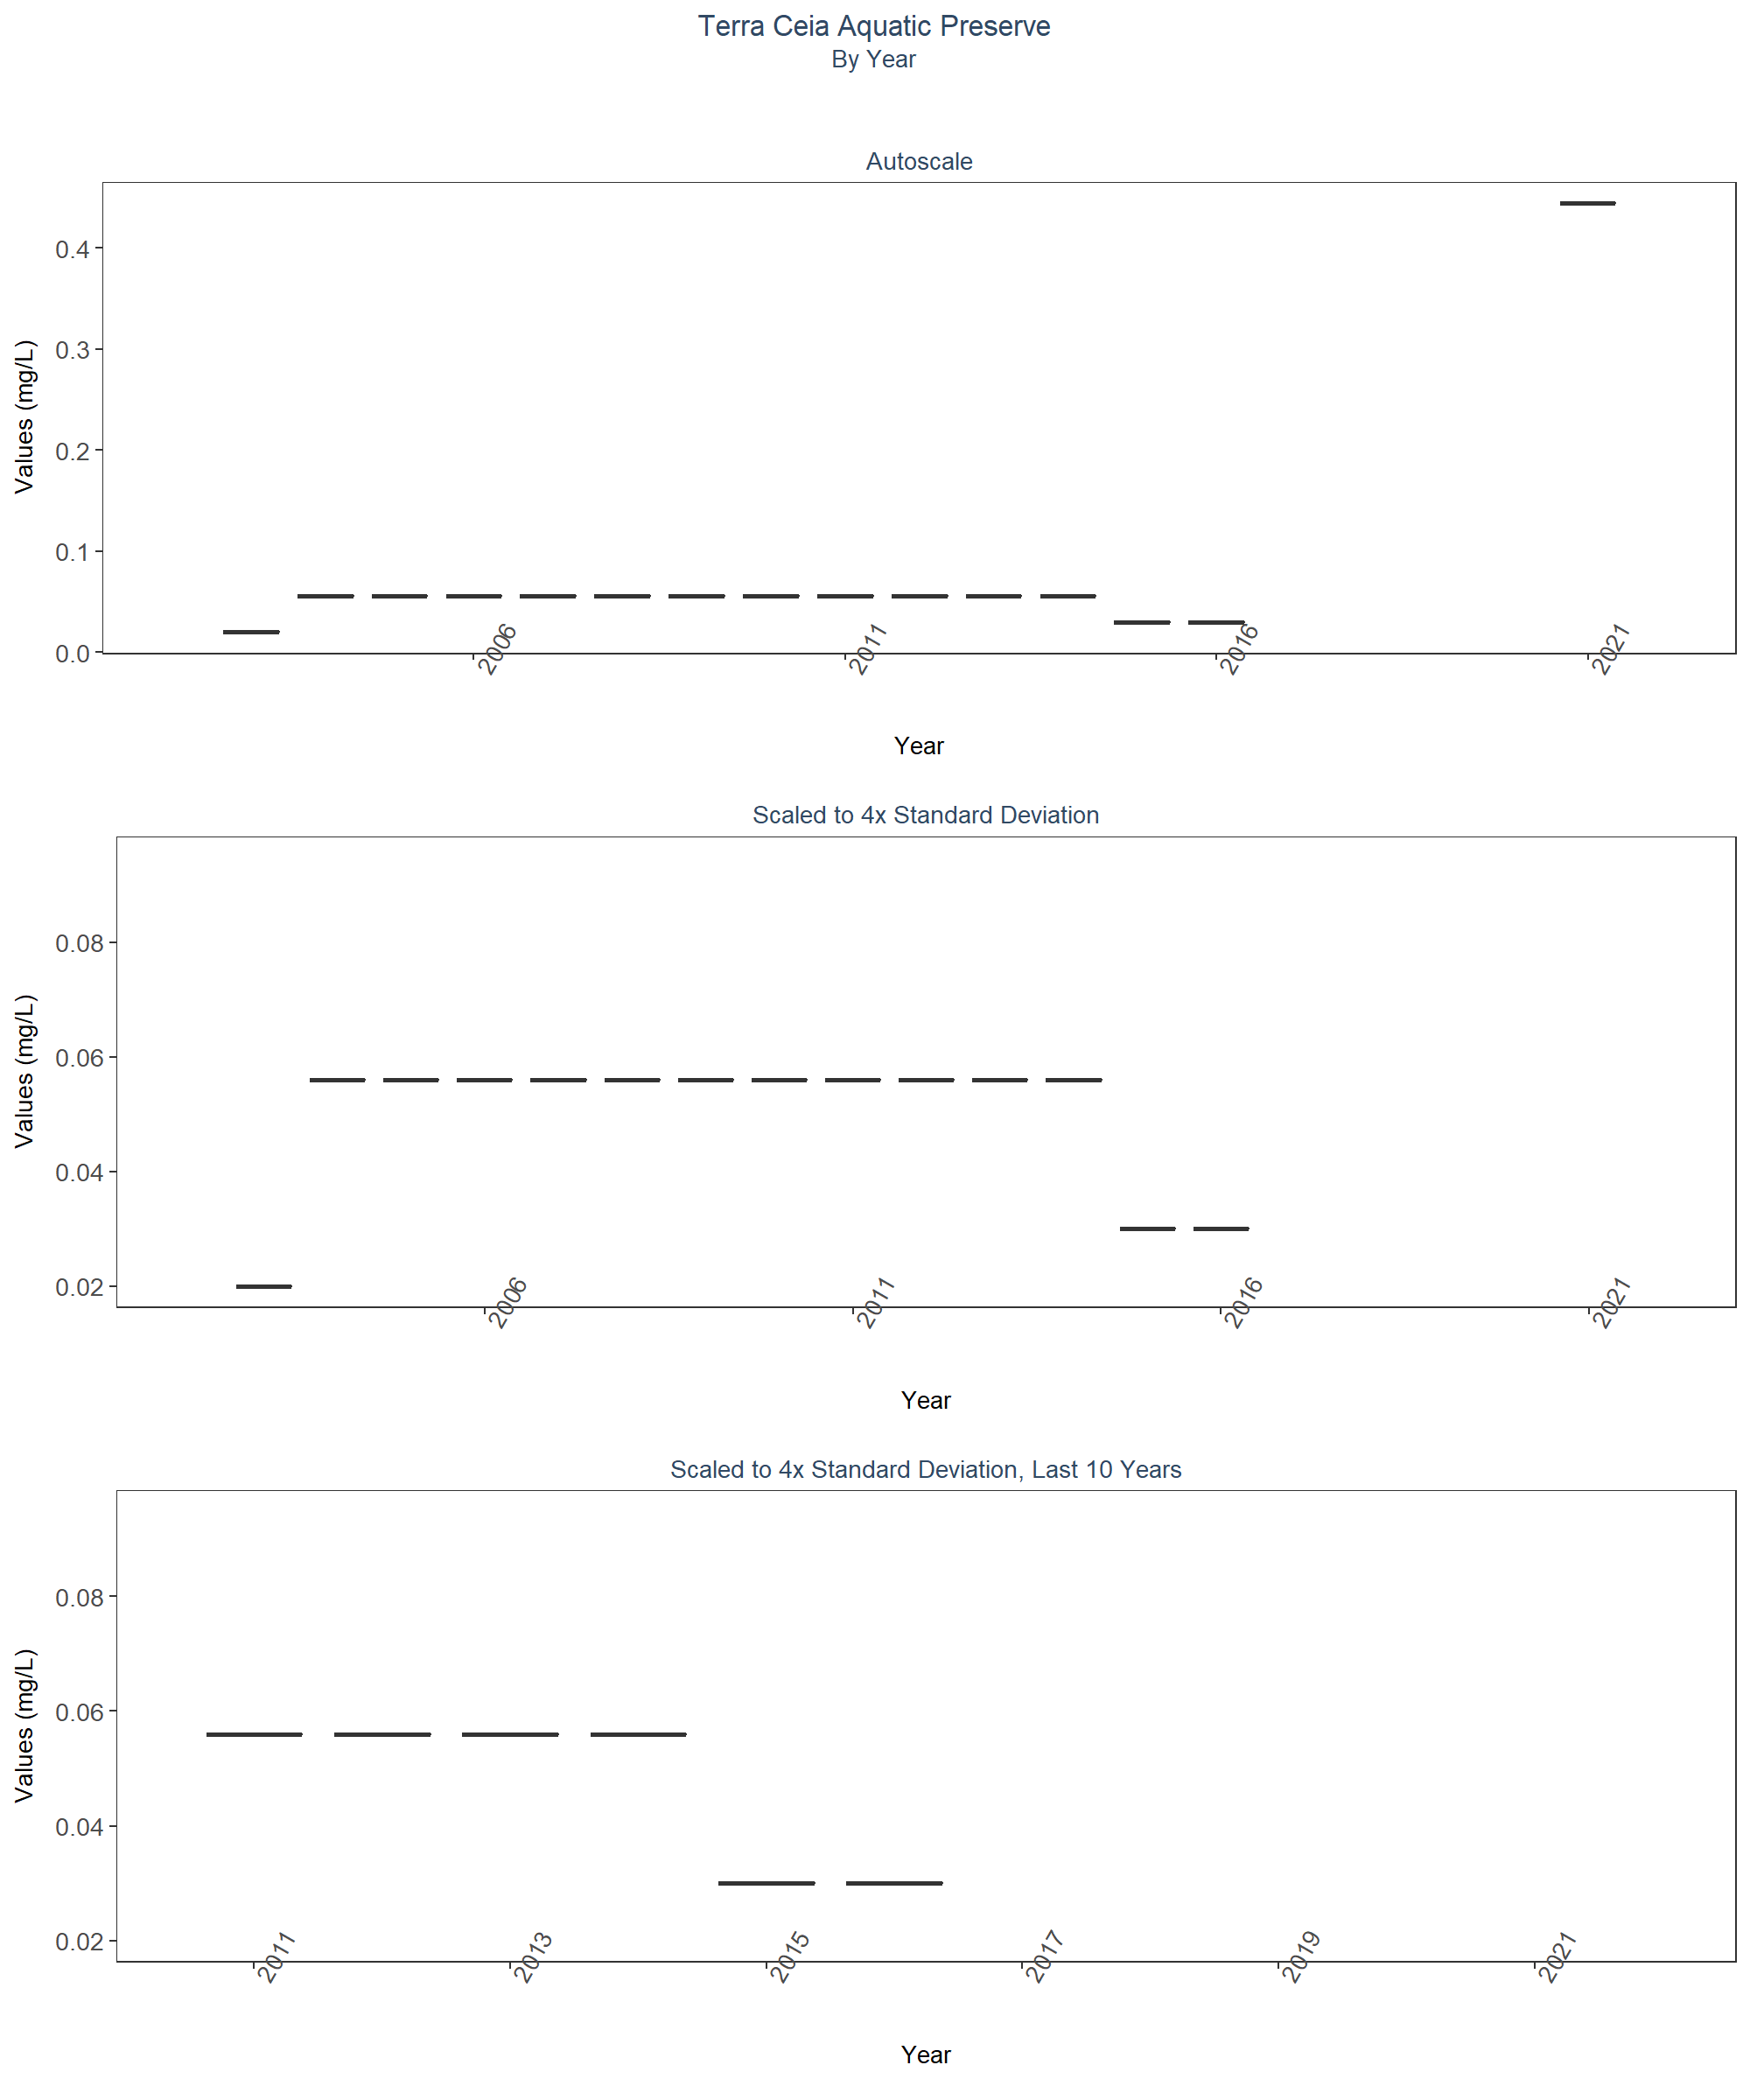 Terra Ceia Aquatic Preserve
By Year
Autoscale
Values (mg/L)
0.4
0.3
0.2
0.1
0.0
2006
2011
2016
2021
Year
Scaled to 4x Standard Deviation
Values (mg/L)
0.08
0.06
0.04
0.02
2006
2011
2016
2021
Year
Scaled to 4x Standard Deviation, Last 10 Years
Values (mg/L)
0.08
0.06
0.04
0.02
2011
2013
2015
2017
2019
2021
Year